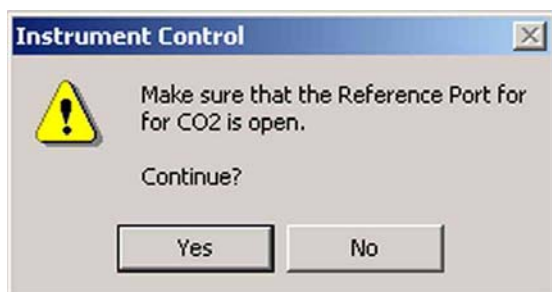 Instrument Control
Make sure that the Reference Port for
for CO2 is open.
Continue?
Yes
No